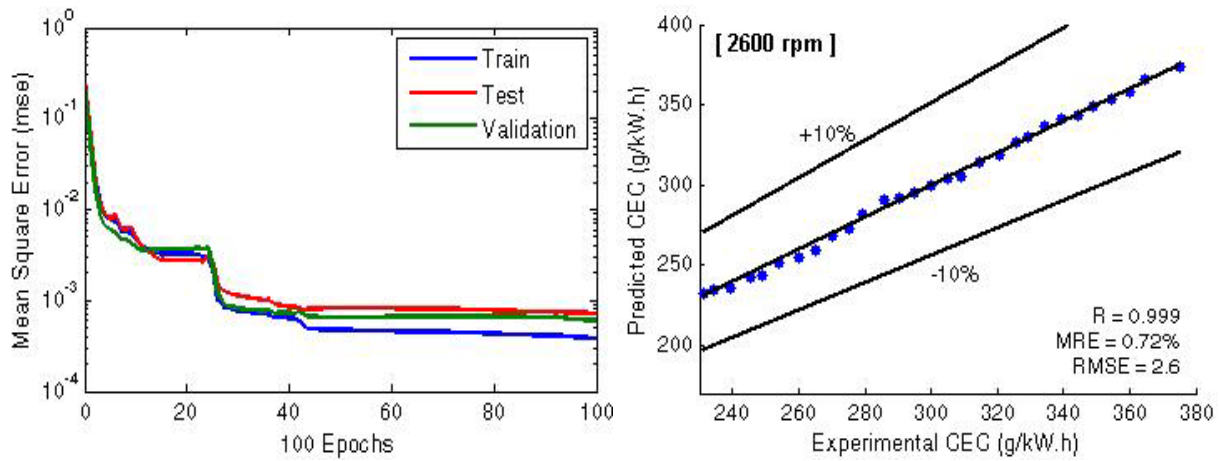 10^0
10^-1
10^-2
10^-3
10^-4
Mean Square Error (mse)
Train
Test
Validation
0 20 40 60 80 100
100 Epochs
400
350
300
250
200
Predicted CEC (g/kW.h)
[ 2600 rpm ]
+10%
-10%
R = 0.999
MRE = 0.72%
RMSE = 2.6
240 260 280 300 320 340 360 380
Experimental CEC (g/kW.h)